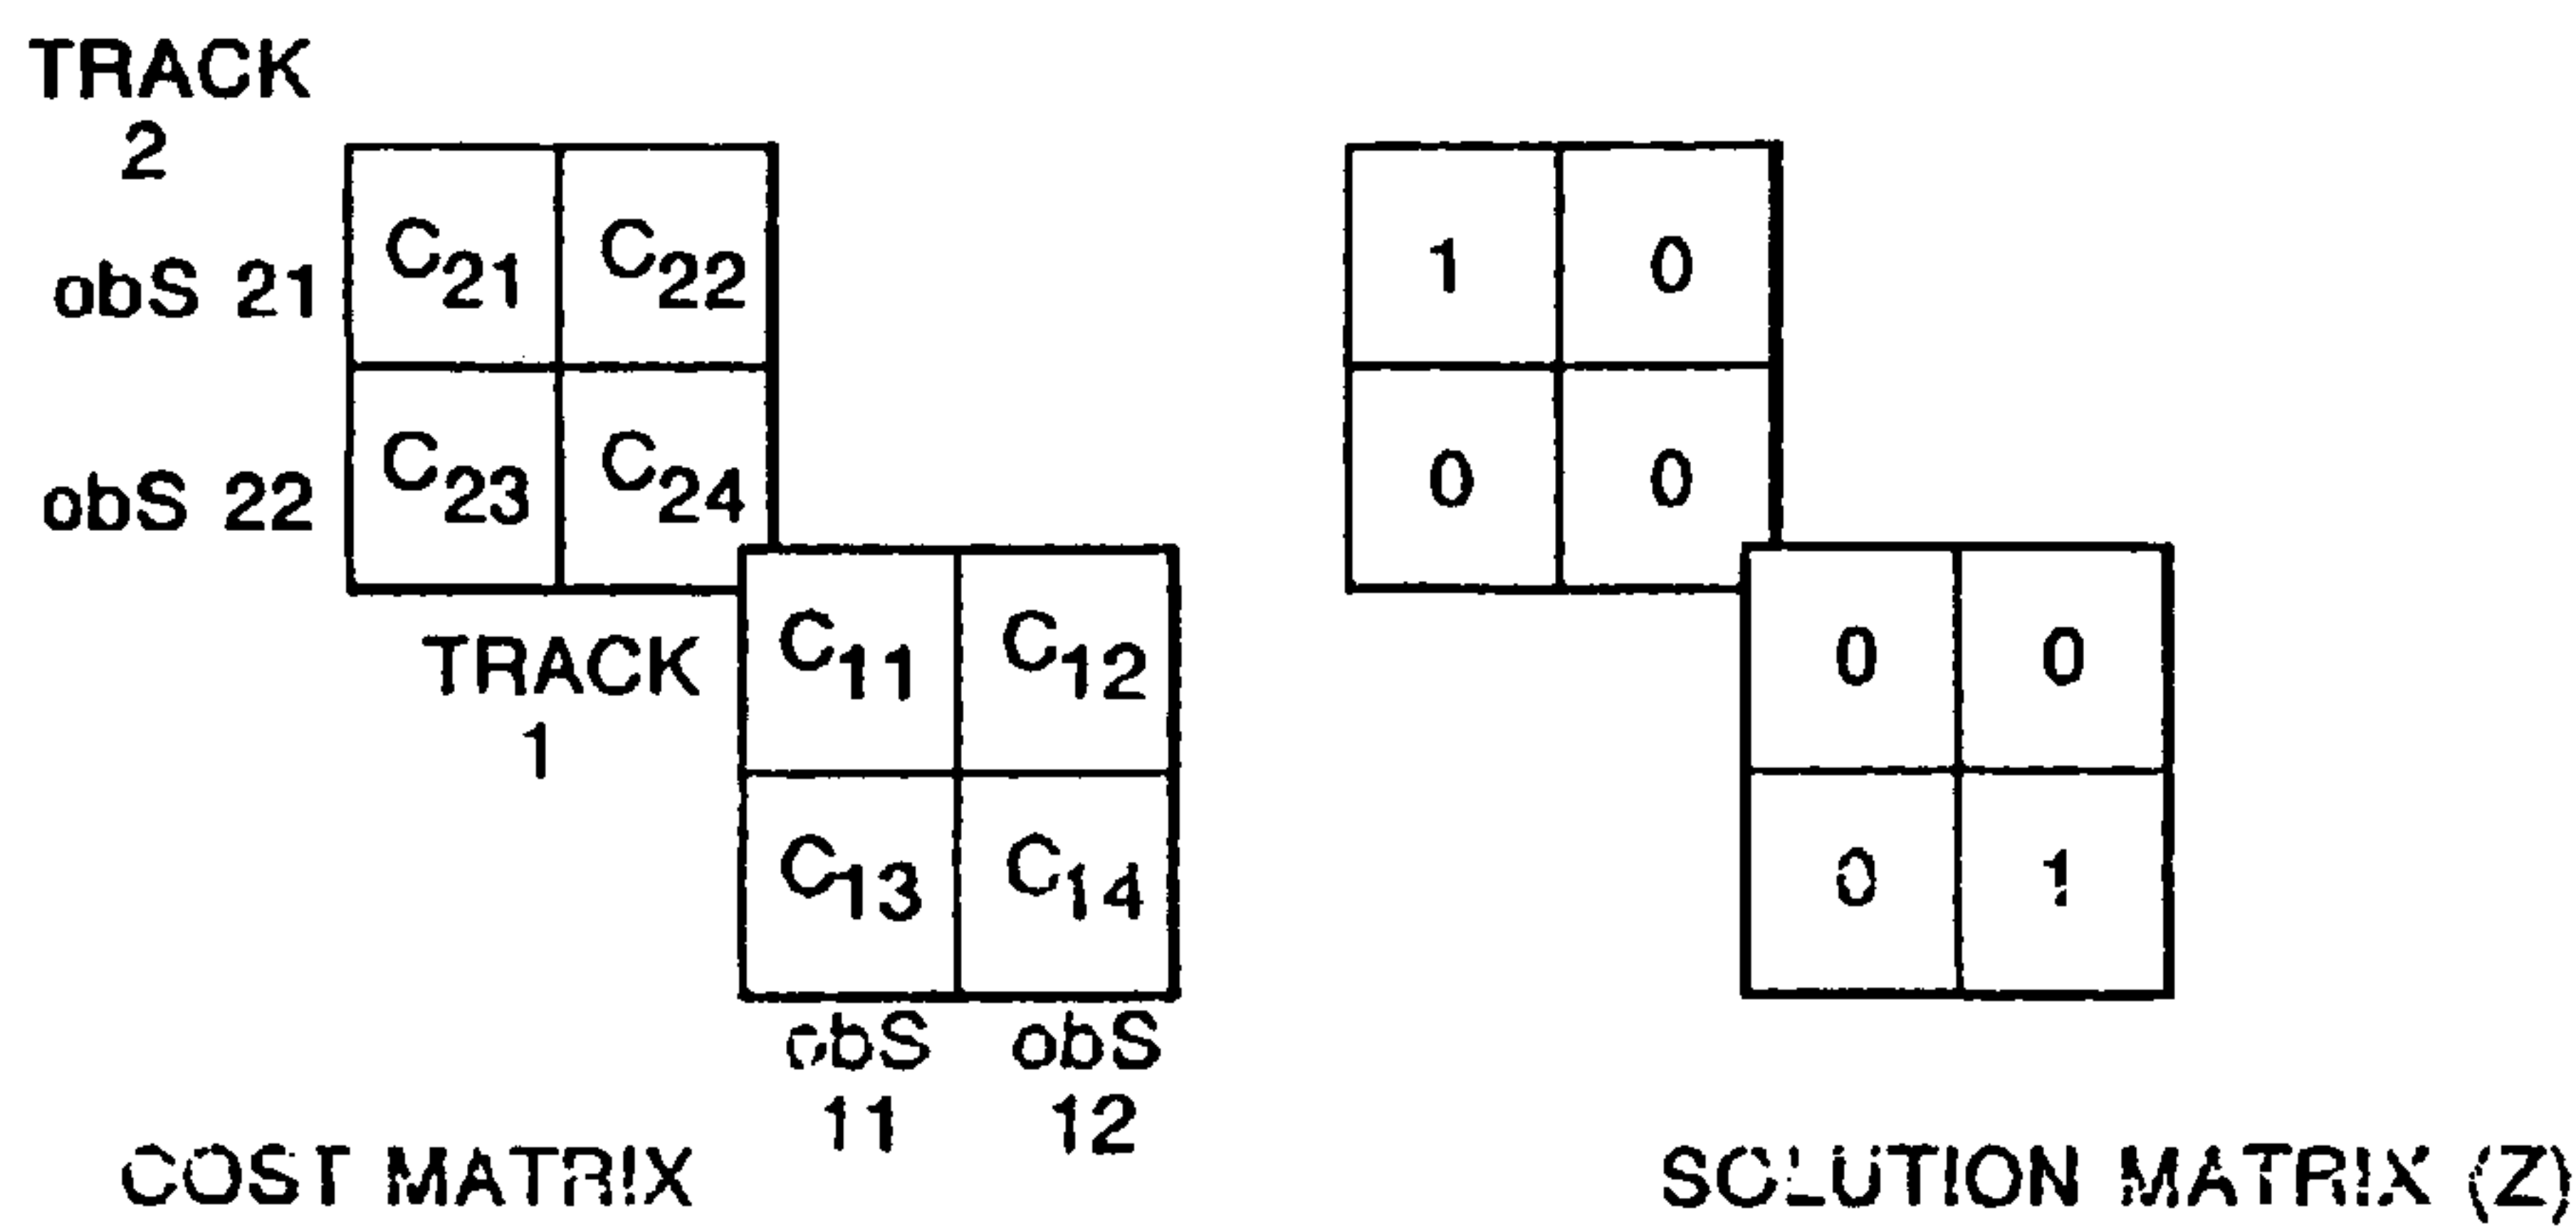 TRACK
2
obS 21
C21 C22
obS 22
C23 C24
TRACK
1
C11 C12
C13 C14
obS
11
obS
12
COST MATRIX
1 0
0 0
0 0
0 1
SOLUTION MATRIX (Z)